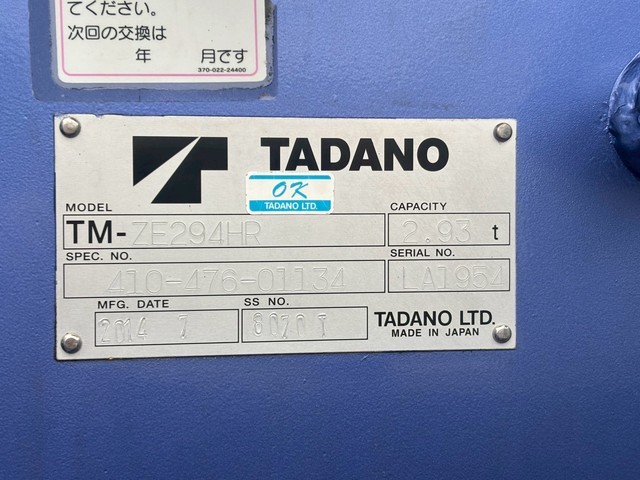 てください。
次回の交換は
年 月です
370-022-24400
TADANO
OK
TADANO LTD.
MODEL
TM-ZE294HR
CAPACITY
2.93 t
SPEC. NO.
410-476-01134
SERIAL NO.
LA1954
MFG. DATE
2014 7
SS NO.
TADANO LTD.
MADE IN JAPAN